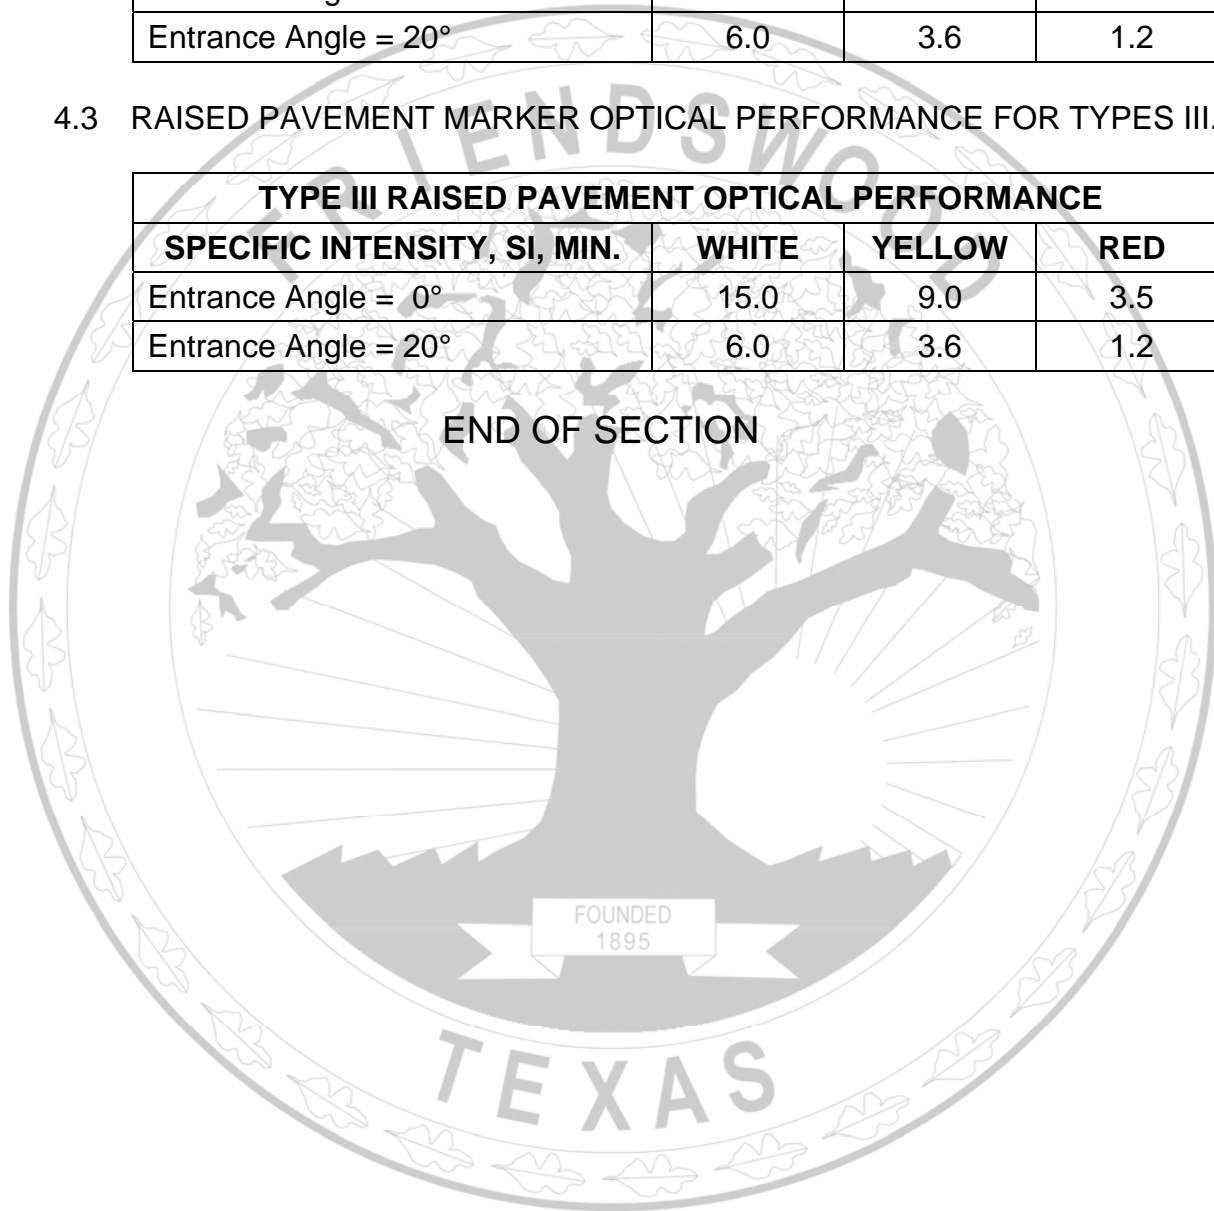 Entrance Angle = 20° 6.0 3.6 1.2
4.3 RAISED PAVEMENT MARKER OPTICAL PERFORMANCE FOR TYPES III.
TYPE III RAISED PAVEMENT OPTICAL PERFORMANCE
SPECIFIC INTENSITY, SI, MIN. WHITE YELLOW RED
Entrance Angle = 0° 15.0 9.0 3.5
Entrance Angle = 20° 6.0 3.6 1.2
END OF SECTION
FRIENDSWOOD
FOUNDED
1895
TEXAS